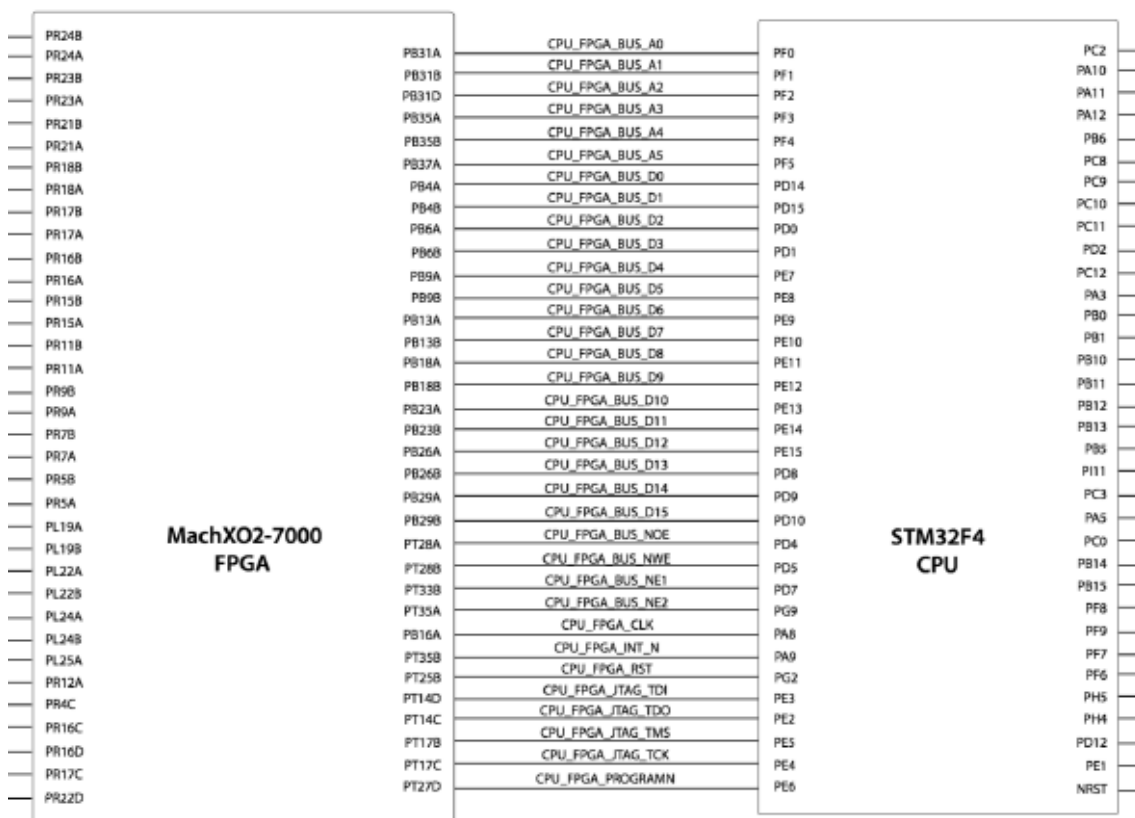 PR24B
PR24A
PR23B
PR23A
PR21B
PR21A
PR18B
PR18A
PR17B
PR17A
PR16B
PR16A
PR15B
PR15A
PR11B
PR11A
PR9B
PR9A
PR7B
PR7A
PR5B
PR5A
PL19A
PL19B
PL22A
PL22B
PL24A
PL24B
PL25A
PR12A
PR4C
PR16C
PR16D
PR17C
PR22D
MachXO2-7000
FPGA
PB31A CPU_FPGA_BUS_A0 PF0
PB31B CPU_FPGA_BUS_A1 PF1
PB31D CPU_FPGA_BUS_A2 PF2
PB35A CPU_FPGA_BUS_A3 PF3
PB35B CPU_FPGA_BUS_A4 PF4
PB37A CPU_FPGA_BUS_A5 PF5
PB4A CPU_FPGA_BUS_D0 PD14
PB4B CPU_FPGA_BUS_D1 PD15
PB6A CPU_FPGA_BUS_D2 PD0
PB6B CPU_FPGA_BUS_D3 PD1
PB9A CPU_FPGA_BUS_D4 PE7
PB9B CPU_FPGA_BUS_D5 PE8
PB13A CPU_FPGA_BUS_D6 PE9
PB13B CPU_FPGA_BUS_D7 PE10
PB18A CPU_FPGA_BUS_D8 PE11
PB18B CPU_FPGA_BUS_D9 PE12
PB23A CPU_FPGA_BUS_D10 PE13
PB23B CPU_FPGA_BUS_D11 PE14
PB26A CPU_FPGA_BUS_D12 PE15
PB26B CPU_FPGA_BUS_D13 PD8
PB29A CPU_FPGA_BUS_D14 PD9
PB29B CPU_FPGA_BUS_D15 PD10
PT28A CPU_FPGA_BUS_NOE PD4
PT28B CPU_FPGA_BUS_NWE PD5
PT33B CPU_FPGA_BUS_NE1 PD7
PT35A CPU_FPGA_BUS_NE2 PG9
PB16A CPU_FPGA_CLK PA8
PT35B CPU_FPGA_INT_N PA9
PT25B CPU_FPGA_RST PG2
PT14D CPU_FPGA_JTAG_TDI PE3
PT14C CPU_FPGA_JTAG_TDO PE2
PT17B CPU_FPGA_JTAG_TMS PE5
PT17C CPU_FPGA_JTAG_TCK PE4
PT27D CPU_FPGA_PROGRAMN PE6
STM32F4
CPU
PC2
PA10
PA11
PA12
PB6
PC8
PC9
PC10
PC11
PD2
PC12
PA3
PB0
PB1
PB10
PB11
PB12
PB13
PB5
PI11
PC3
PA5
PC0
PB14
PB15
PF8
PF9
PF7
PF6
PH5
PH4
PD12
PE1
NRST